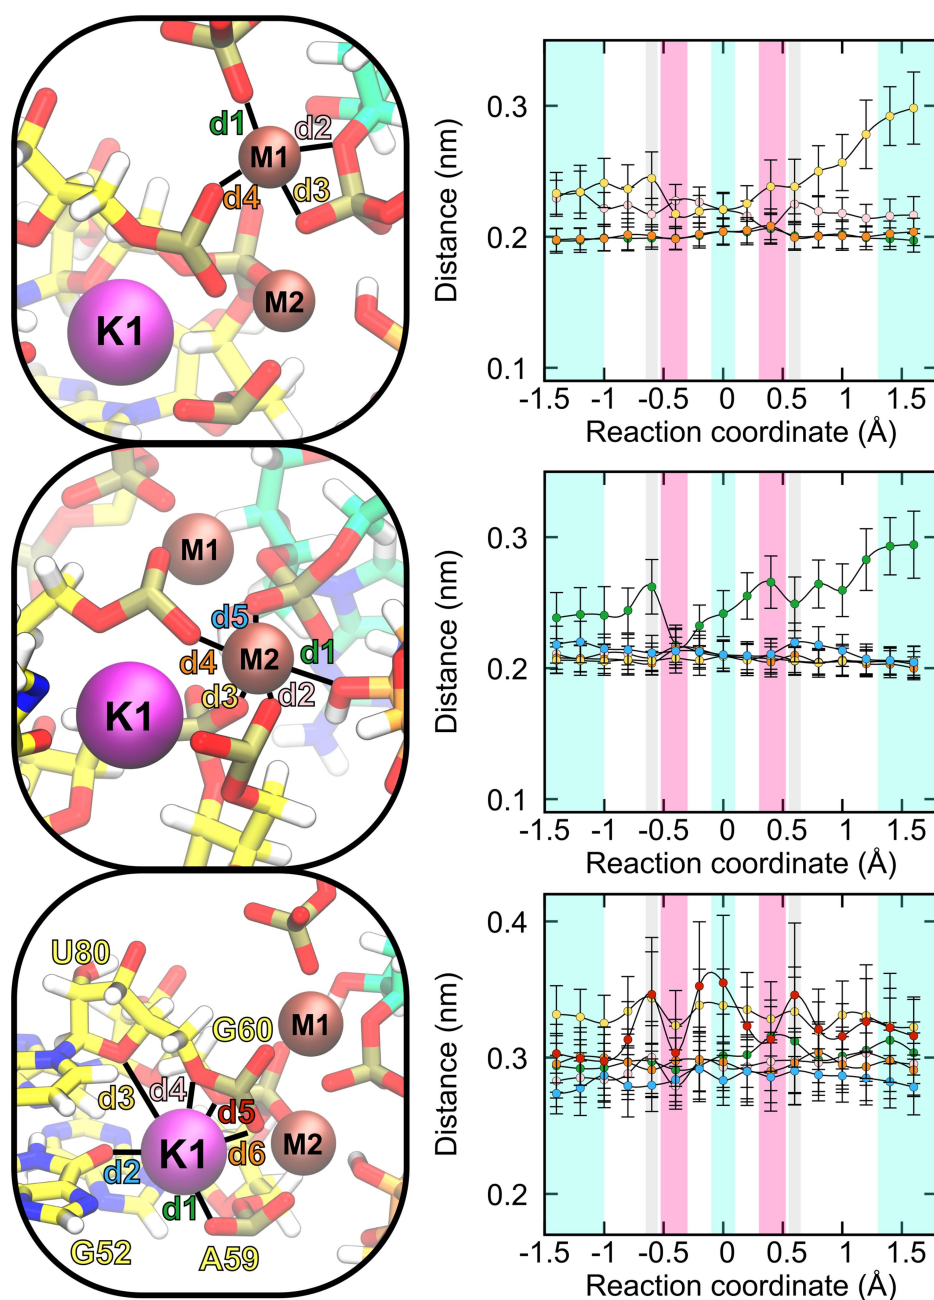 d1
d2
M1
d3
d4
M2
K1
Distance (nm)
0.3
0.2
0.1
-1.5 -1 -0.5 0 0.5 1 1.5
Reaction coordinate (Å)
M1
d5
d1
M2
d4
d3
d2
K1
Distance (nm)
0.3
0.2
0.1
-1.5 -1 -0.5 0 0.5 1 1.5
Reaction coordinate (Å)
U80
G60
M1
d4
d3
d5
K1
d6
M2
d2
d1
G52
A59
Distance (nm)
0.4
0.3
0.2
-1.5 -1 -0.5 0 0.5 1 1.5
Reaction coordinate (Å)